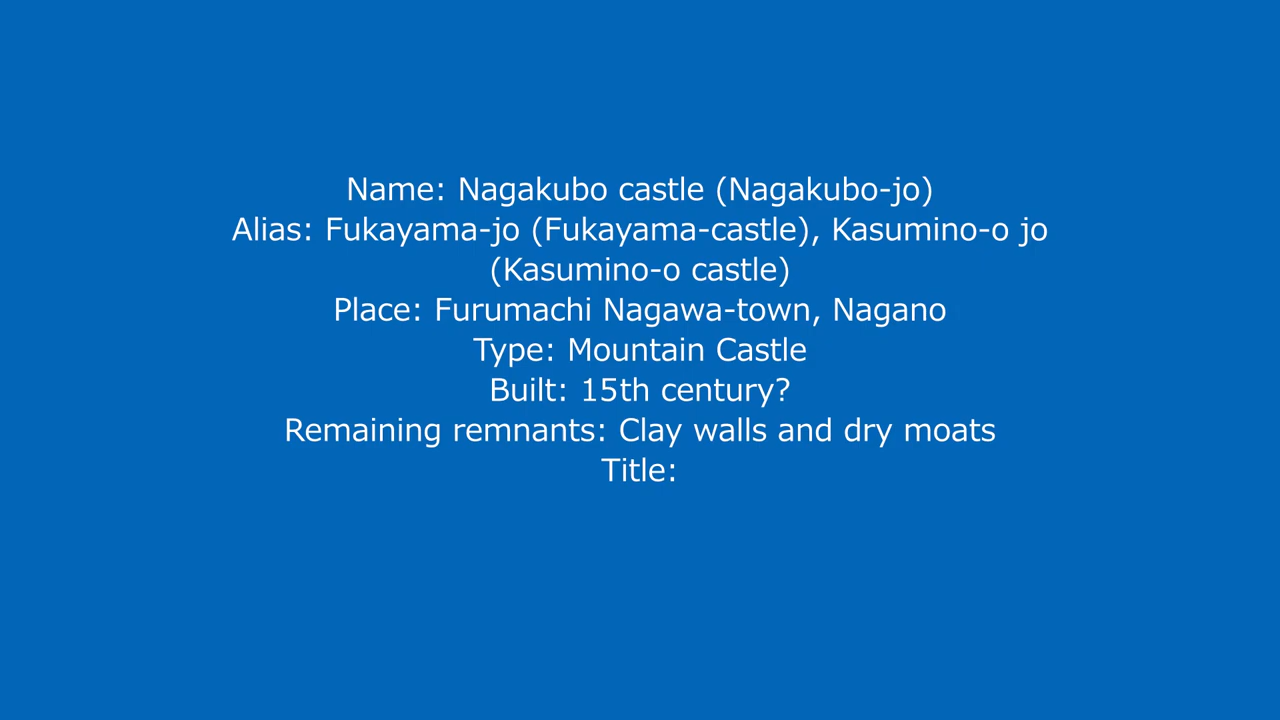 Name: Nagakubo castle (Nagakubo-jo)
Alias: Fukayama-jo (Fukayama-castle), Kasumino-o jo
(Kasumino-o castle)
Place: Furumachi Nagawa-town, Nagano
Type: Mountain Castle
Built: 15th century?
Remaining remnants: Clay walls and dry moats
Title: